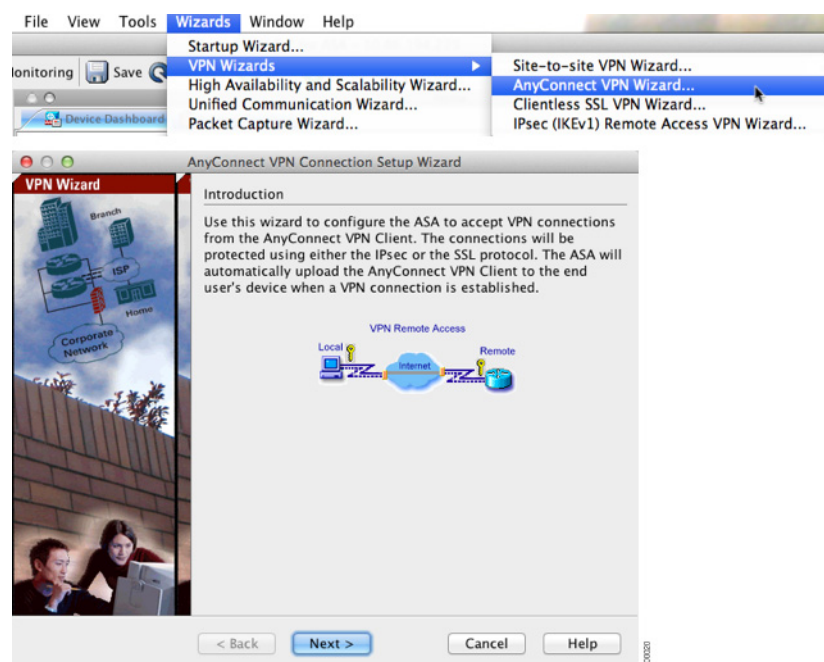 File View Tools Wizards Window Help
Startup Wizard...
onitoring Save
VPN Wizards
Site-to-site VPN Wizard...
High Availability and Scalability Wizard...
AnyConnect VPN Wizard...
Unified Communication Wizard...
Clientless SSL VPN Wizard...
Device Dashboard
Packet Capture Wizard...
IPsec (IKEv1) Remote Access VPN Wizard...
AnyConnect VPN Connection Setup Wizard
VPN Wizard
Branch
ISP
Home
Corporate
Network
Introduction
Use this wizard to configure the ASA to accept VPN connections
from the AnyConnect VPN Client. The connections will be
protected using either the IPsec or the SSL protocol. The ASA will
automatically upload the AnyConnect VPN Client to the end
user's device when a VPN connection is established.
VPN Remote Access
Local
Internet
Remote
< Back Next > Cancel Help